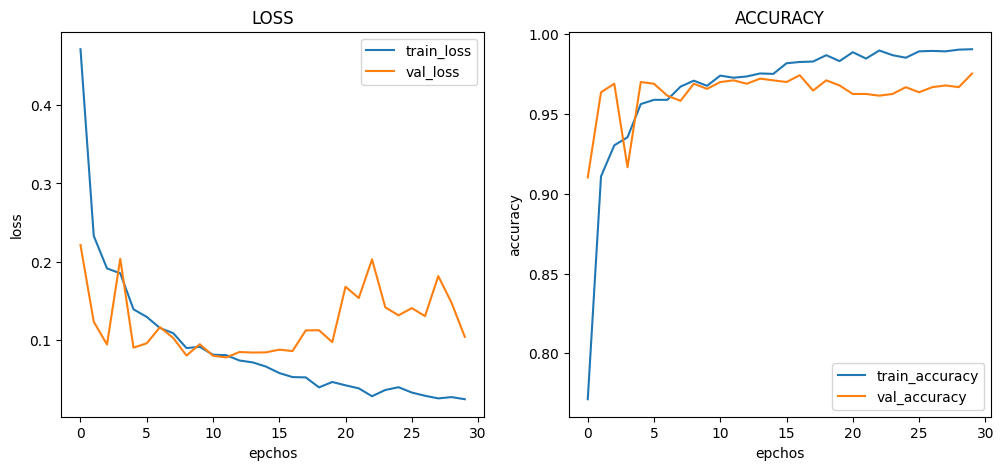 LOSS
train_loss
val_loss
0.4
0.3
0.2
0.1
loss
0 5 10 15 20 25 30
epchos
ACCURACY
1.00
0.95
0.90
0.85
0.80
accuracy
train_accuracy
val_accuracy
0 5 10 15 20 25 30
epchos